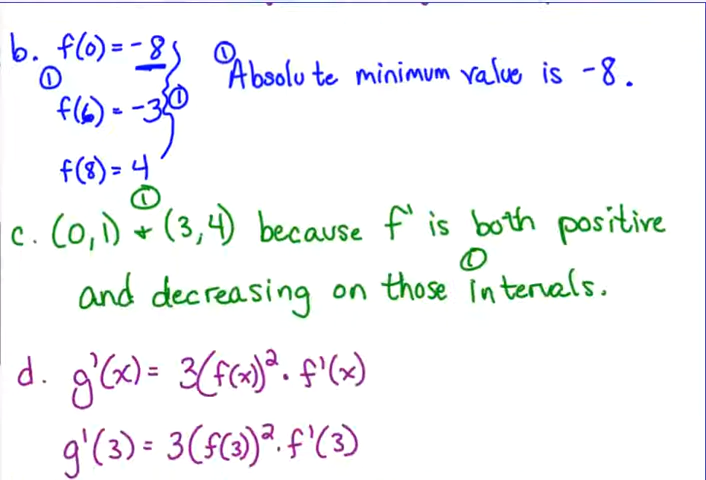 b. f(0) = -8 ① Absolute minimum value is -8.
①
f(6) = -3 ①
f(8) = 4
①
c. (0,1) + (3,4) because f' is both positive
①
and decreasing on those intervals.
d. g'(x) = 3(f(x))². f'(x)
g'(3) = 3(f(3))². f'(3)